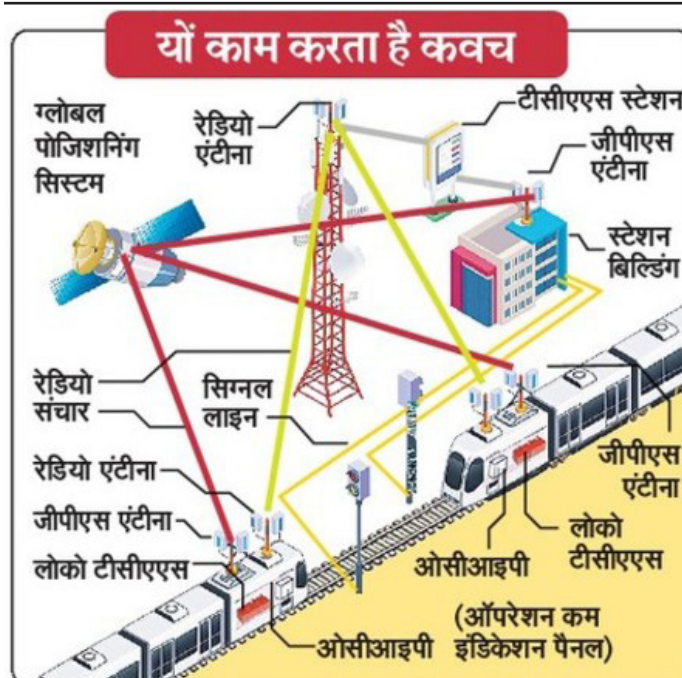 यों काम करता है कवच
ग्लोबल
पोजिशनिंग
सिस्टम
रेडियो
एंटीना
टीसीएएस स्टेशन
जीपीएस
एंटीना
स्टेशन
बिल्डिंग
रेडियो
संचार
सिग्नल
लाइन
रेडियो एंटीना
जीपीएस एंटीना
लोको टीसीएएस
ओसीआइपी
जीपीएस
एंटीना
लोको
टीसीएएस
ओसीआइपी
(ऑपरेशन कम
इंडिकेशन पैनल)